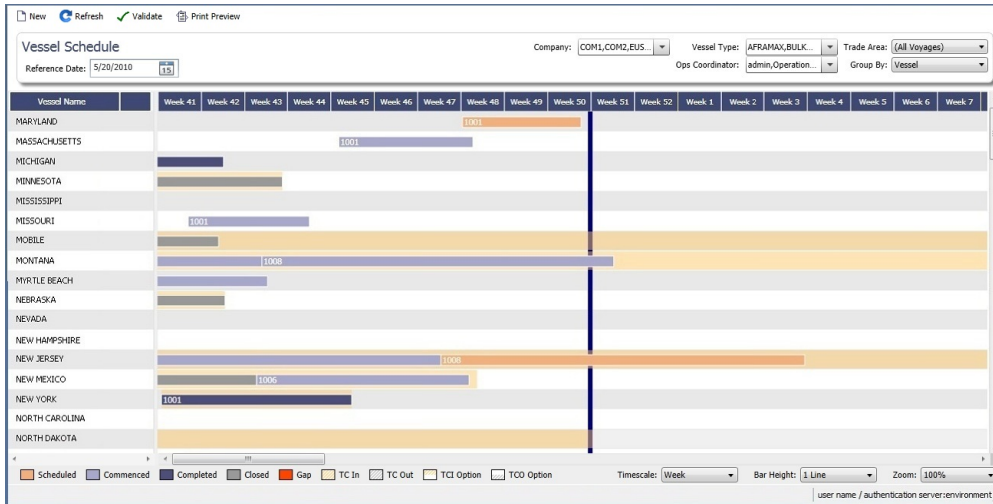 New Refresh Validate Print Preview
Vessel Schedule
Company: COM1,COM2,EUS... Vessel Type: AFRAMAX,BULK... Trade Area: (All Voyages)
Reference Date: 5/20/2010 15 Ops Coordinator: admin,Operation... Group By: Vessel
Vessel Name Week 41 Week 42 Week 43 Week 44 Week 45 Week 46 Week 47 Week 48 Week 49 Week 50 Week 51 Week 52 Week 1 Week 2 Week 3 Week 4 Week 5 Week 6 Week 7
MARYLAND 1001
MASSACHUSETTS 1001
MICHIGAN
MINNESOTA
MISSISSIPPI
MISSOURI 1001
MOBILE
MONTANA 1008
MYRTLE BEACH
NEBRASKA
NEVADA
NEW HAMPSHIRE
NEW JERSEY 1008
NEW MEXICO 1006
NEW YORK 1001
NORTH CAROLINA
NORTH DAKOTA
Scheduled Commenced Completed Closed Gap TC In TC Out TCI Option TCO Option Timescale: Week Bar Height: 1 Line Zoom: 100%
user name / authentication server:environment